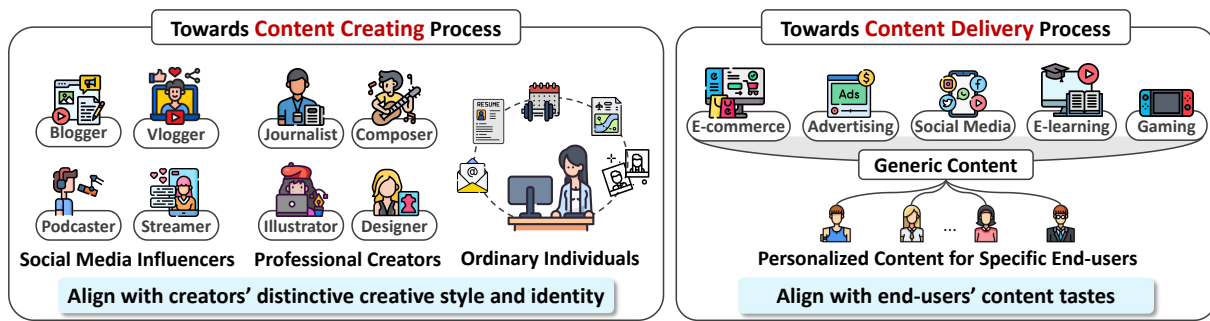 Towards Content Creating Process
Blogger
Vlogger
Journalist
Composer
RESUME
Podcaster
Streamer
Illustrator
Designer
Social Media Influencers
Professional Creators
Ordinary Individuals
Align with creators’ distinctive creative style and identity
Towards Content Delivery Process
Ads
$
E-commerce
Advertising
Social Media
E-learning
Gaming
Generic Content
...
Personalized Content for Specific End-users
Align with end-users’ content tastes